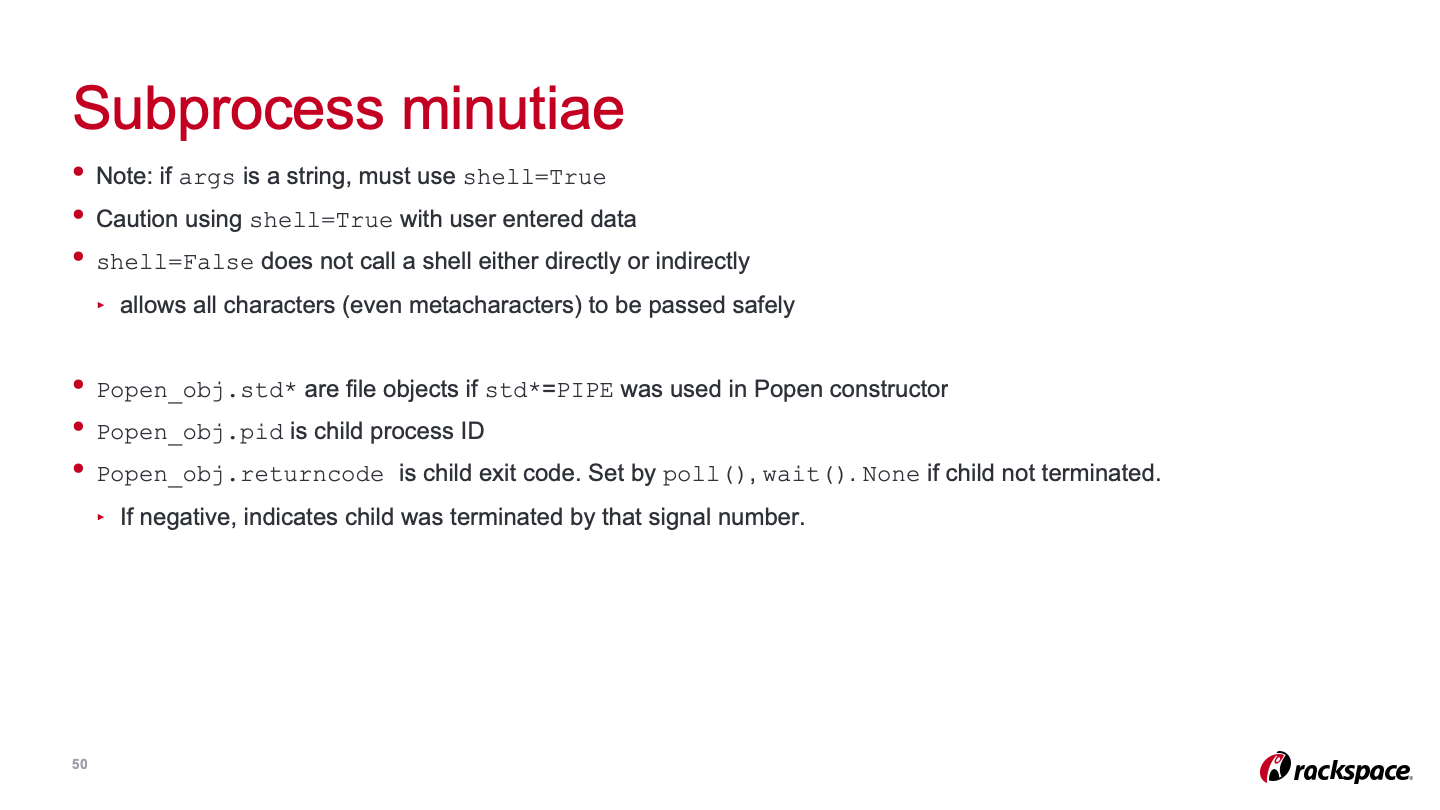 Subprocess minutiae
• Note: if args is a string, must use shell=True
• Caution using shell=True with user entered data
• shell=False does not call a shell either directly or indirectly
‣ allows all characters (even metacharacters) to be passed safely
• Popen_obj.std* are file objects if std*=PIPE was used in Popen constructor
• Popen_obj.pid is child process ID
• Popen_obj.returncode is child exit code. Set by poll(), wait(). None if child not terminated.
‣ If negative, indicates child was terminated by that signal number.
50
rackspace.